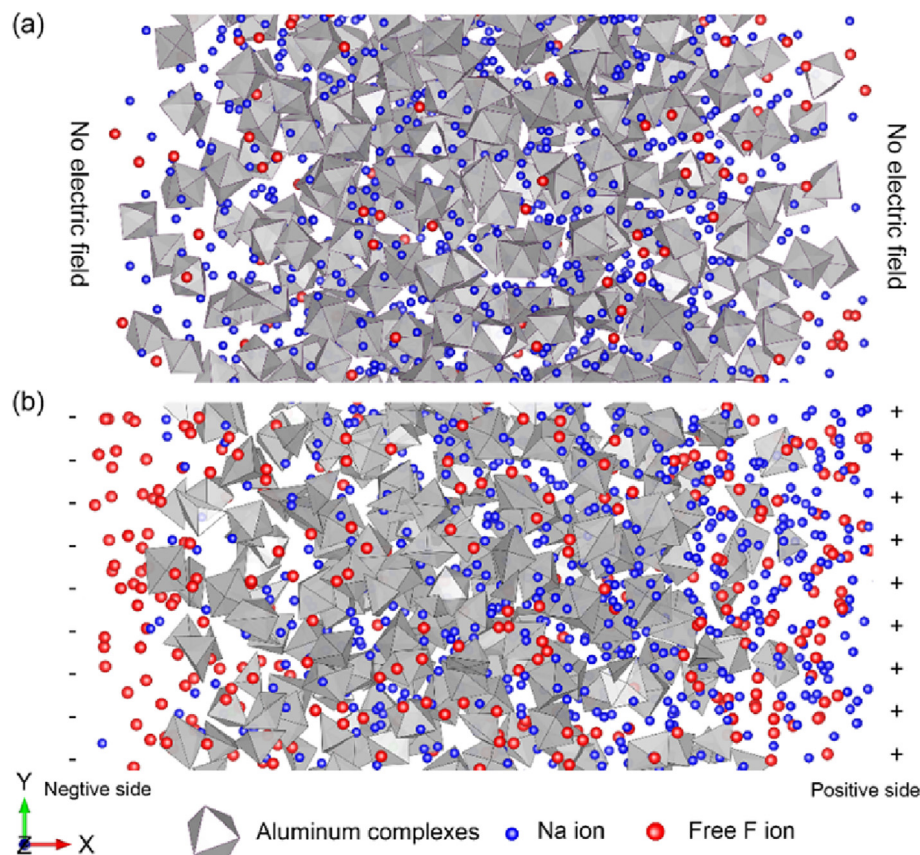 (a)
No electric field
No electric field
(b)
- +
- +
- +
- +
- +
- +
- +
- +
- +
Negtive side
Positive side
Y
Z
X
Aluminum complexes
Na ion
Free F ion